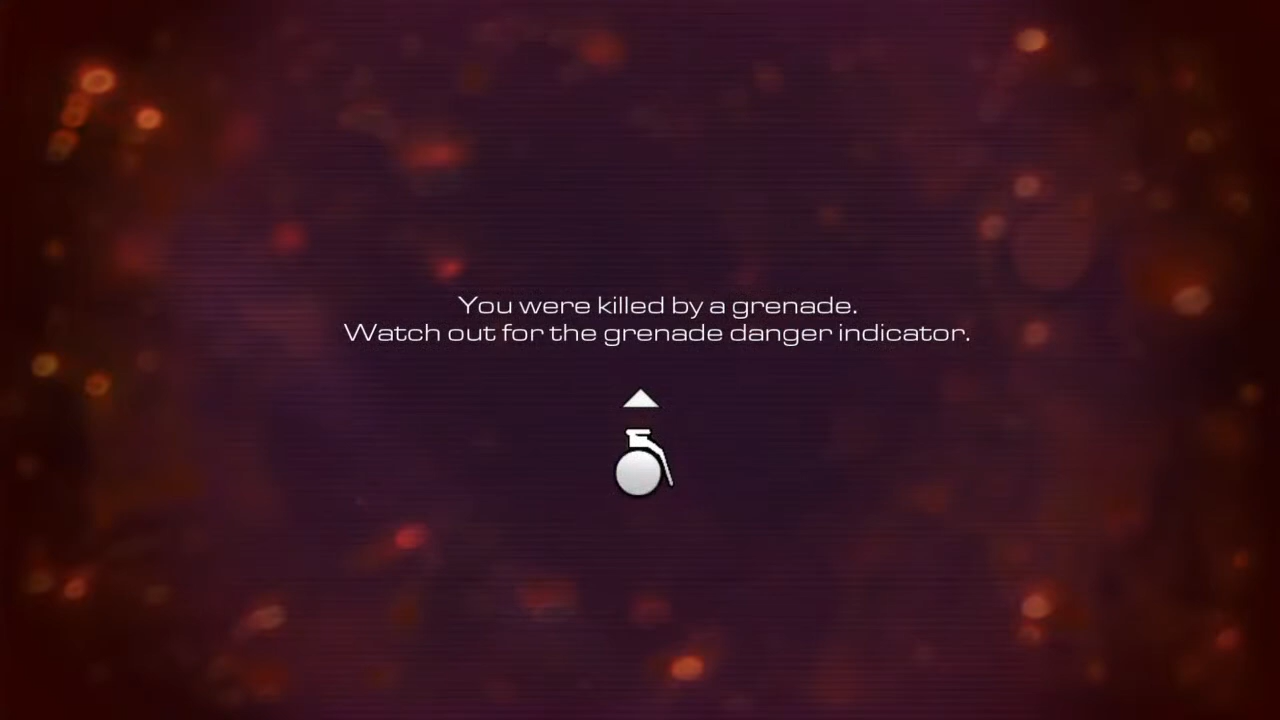 You were killed by a grenade.
Watch out for the grenade danger indicator.